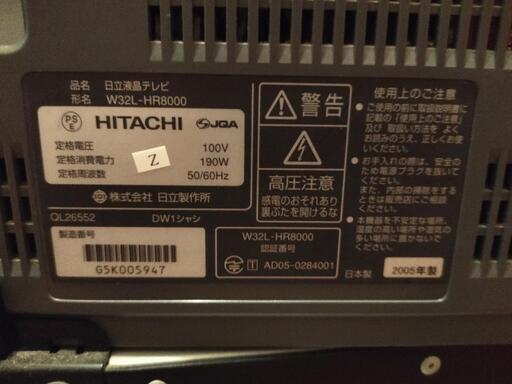 品名 日立液晶テレビ
形名 W32L-HR8000
PS
E
HITACHI
JQA
定格電圧 100V
定格消費電力 190W
定格周波数 50/60Hz
Z
株式会社 日立製作所
QL26552 DW1シャシ
製造番号
G5K005947
警告
高圧注意
感電のおそれあり
裏ぶたを開けるな
W32L-HR8000
認証番号
T AD05-0284001
使用上のご注意
●ご使用の前に取扱説明書に
記載の「使用上のご注意」
及び 取扱い方法を よく
お読みのうえ、正しくお使
いください。
●お手入れの際は、安全の
ため電源プラグを抜いてく
ださい。
また、内部の掃除をすると
きは販売店にご相談
ください。
●本機を不安定な場所、
湿度の高い場所や空気の
多い場所に置かないで
ください。
日本製
2005年製